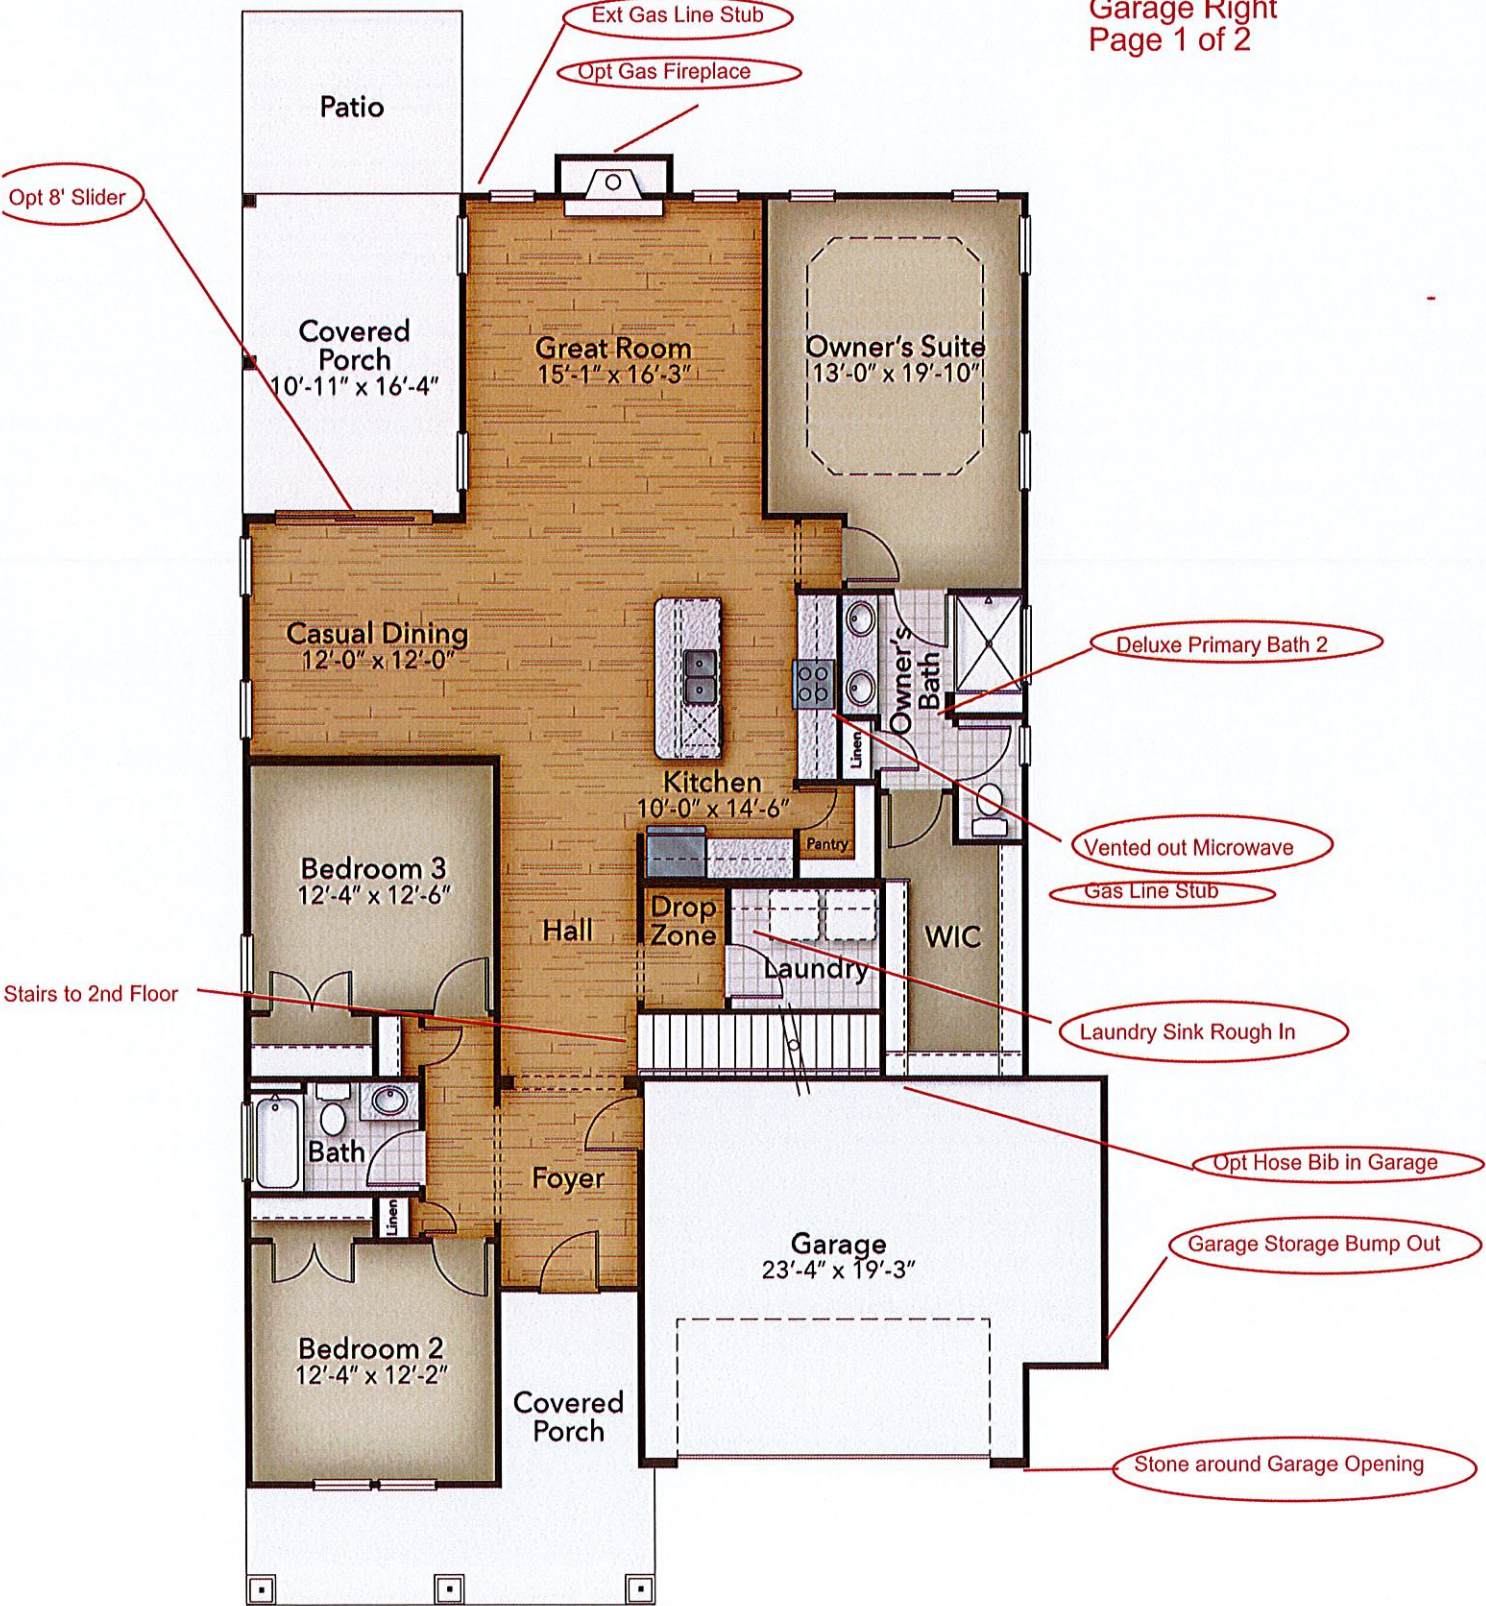 Garage Right
Page 1 of 2
Ext Gas Line Stub
Opt Gas Fireplace
Patio
Opt 8' Slider
Covered
Porch
10'-11" x 16'-4"
Great Room
15'-1" x 16'-3"
Owner's Suite
13'-0" x 19'-10"
Casual Dining
12'-0" x 12'-0"
Owner's
Bath
Deluxe Primary Bath 2
Linen
Kitchen
10'-0" x 14'-6"
Pantry
Vented out Microwave
Gas Line Stub
Bedroom 3
12'-4" x 12'-6"
Hall
Drop
Zone
Laundry
WIC
Stairs to 2nd Floor
Laundry Sink Rough In
Bath
Foyer
Linen
Opt Hose Bib in Garage
Garage
23'-4" x 19'-3"
Garage Storage Bump Out
Bedroom 2
12'-4" x 12'-2"
Covered
Porch
Stone around Garage Opening